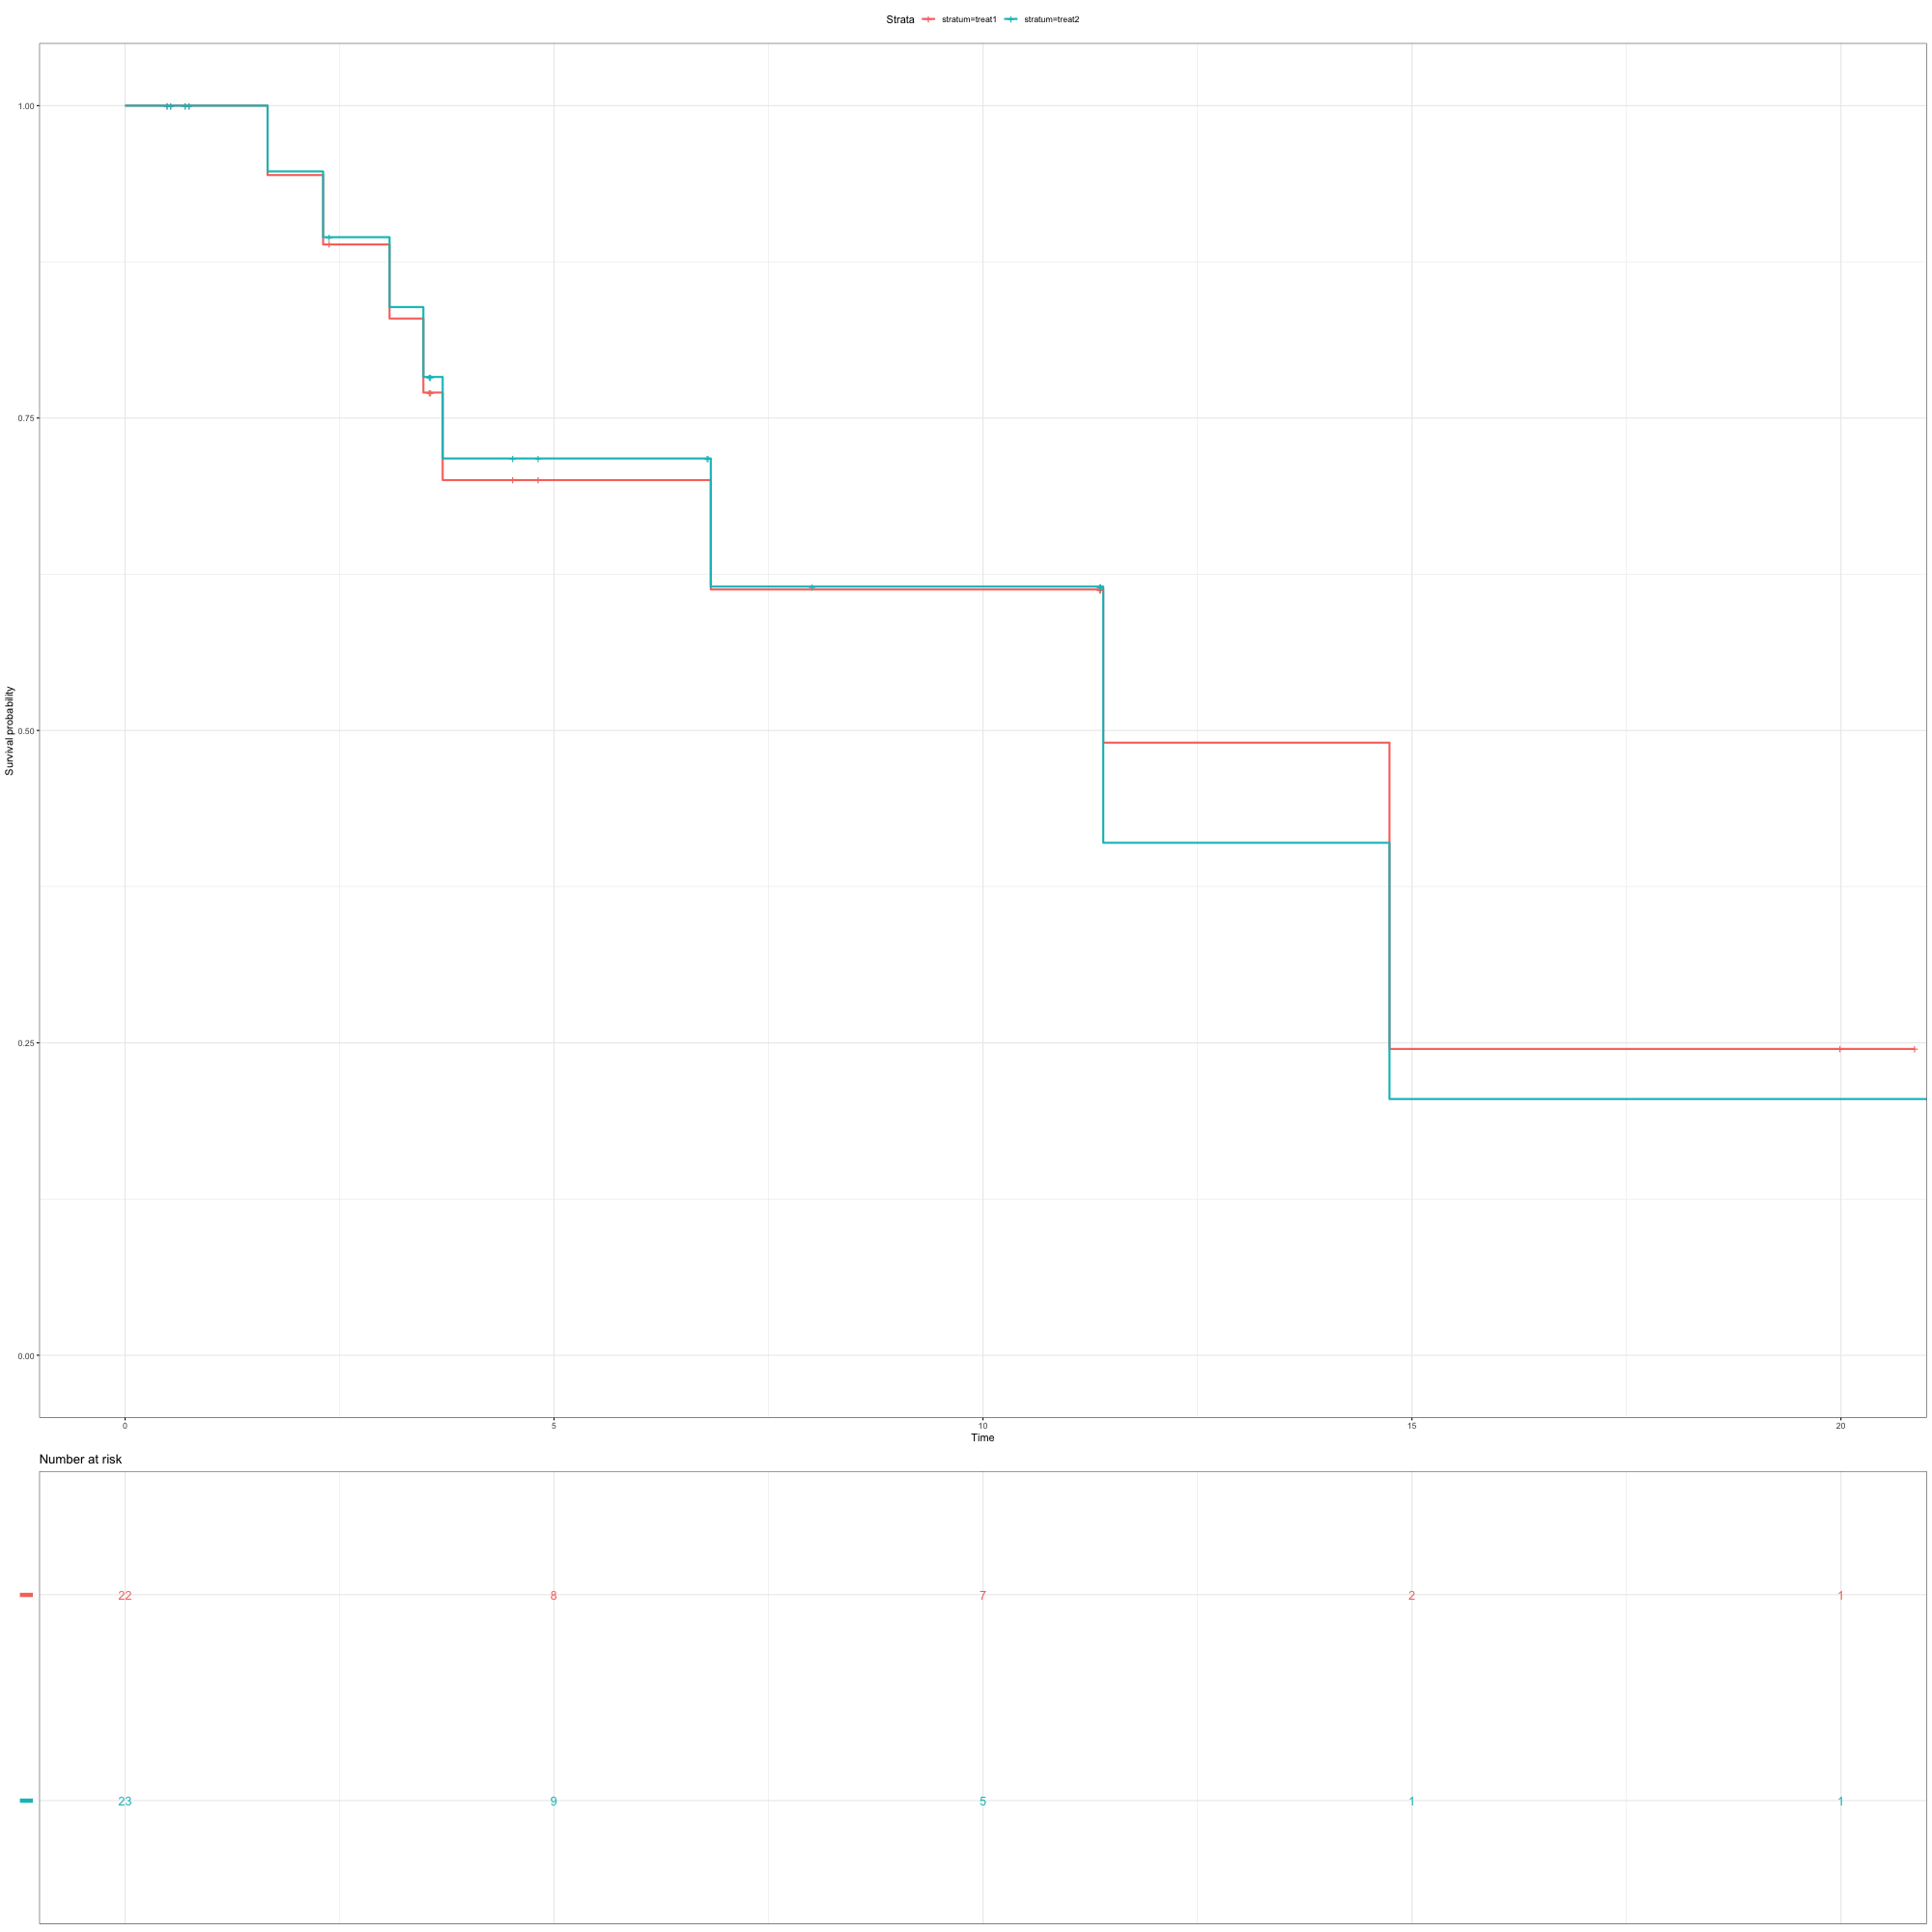 Strata stratum=treat1 stratum=treat2
1.00
0.75
Survival probability
0.50
0.25
0.00
0 5 10 15 20
Time
Number at risk
22 8 7 2 1
23 9 5 1 1